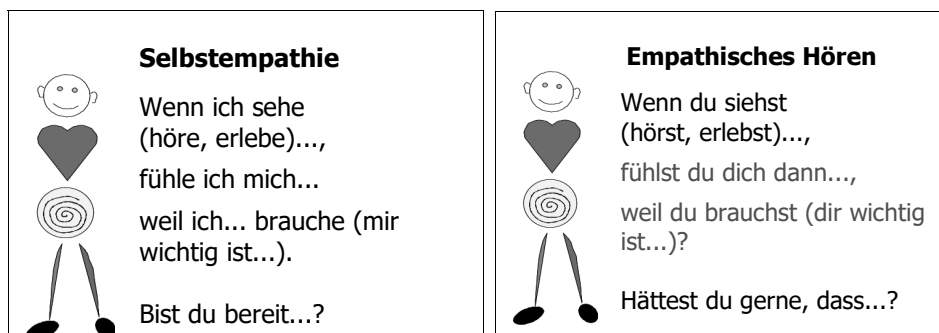 Selbstempathie
Wenn ich sehe
(höre, erlebe)...,
fühle ich mich...
weil ich... brauche (mir
wichtig ist...).
Bist du bereit...?
Empathisches Hören
Wenn du siehst
(hörst, erlebst)...,
fühlst du dich dann...,
weil du brauchst (dir wichtig
ist...)?
Hättest du gerne, dass...?